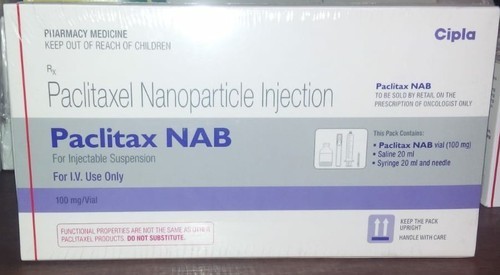 PHARMACY MEDICINE
KEEP OUT OF REACH OF CHILDREN
Cipla
Rx
Paclitaxel Nanoparticle Injection
Paclitax NAB
TO BE SOLD BY RETAIL ON THE
PRESCRIPTION OF ONCOLOGIST ONLY
Paclitax NAB
For Injectable Suspension
For I.V. Use Only
100 mg/Vial
This Pack Contains:
• Paclitax NAB vial (100 mg)
• Saline 20 ml
• Syringe 20 ml and needle
FUNCTIONAL PROPERTIES ARE NOT THE SAME AS OTHER
PACLITAXEL PRODUCTS. DO NOT SUBSTITUTE.
KEEP THE PACK
UPRIGHT
HANDLE WITH CARE